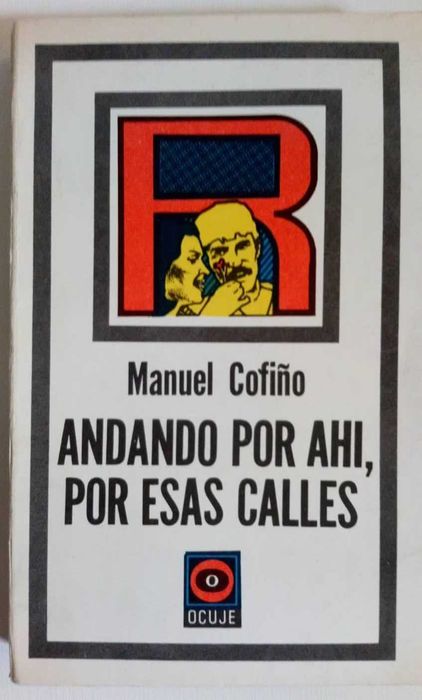 R
Manuel Cofiño
ANDANDO POR AHI,
POR ESAS CALLES
O
OCUJE